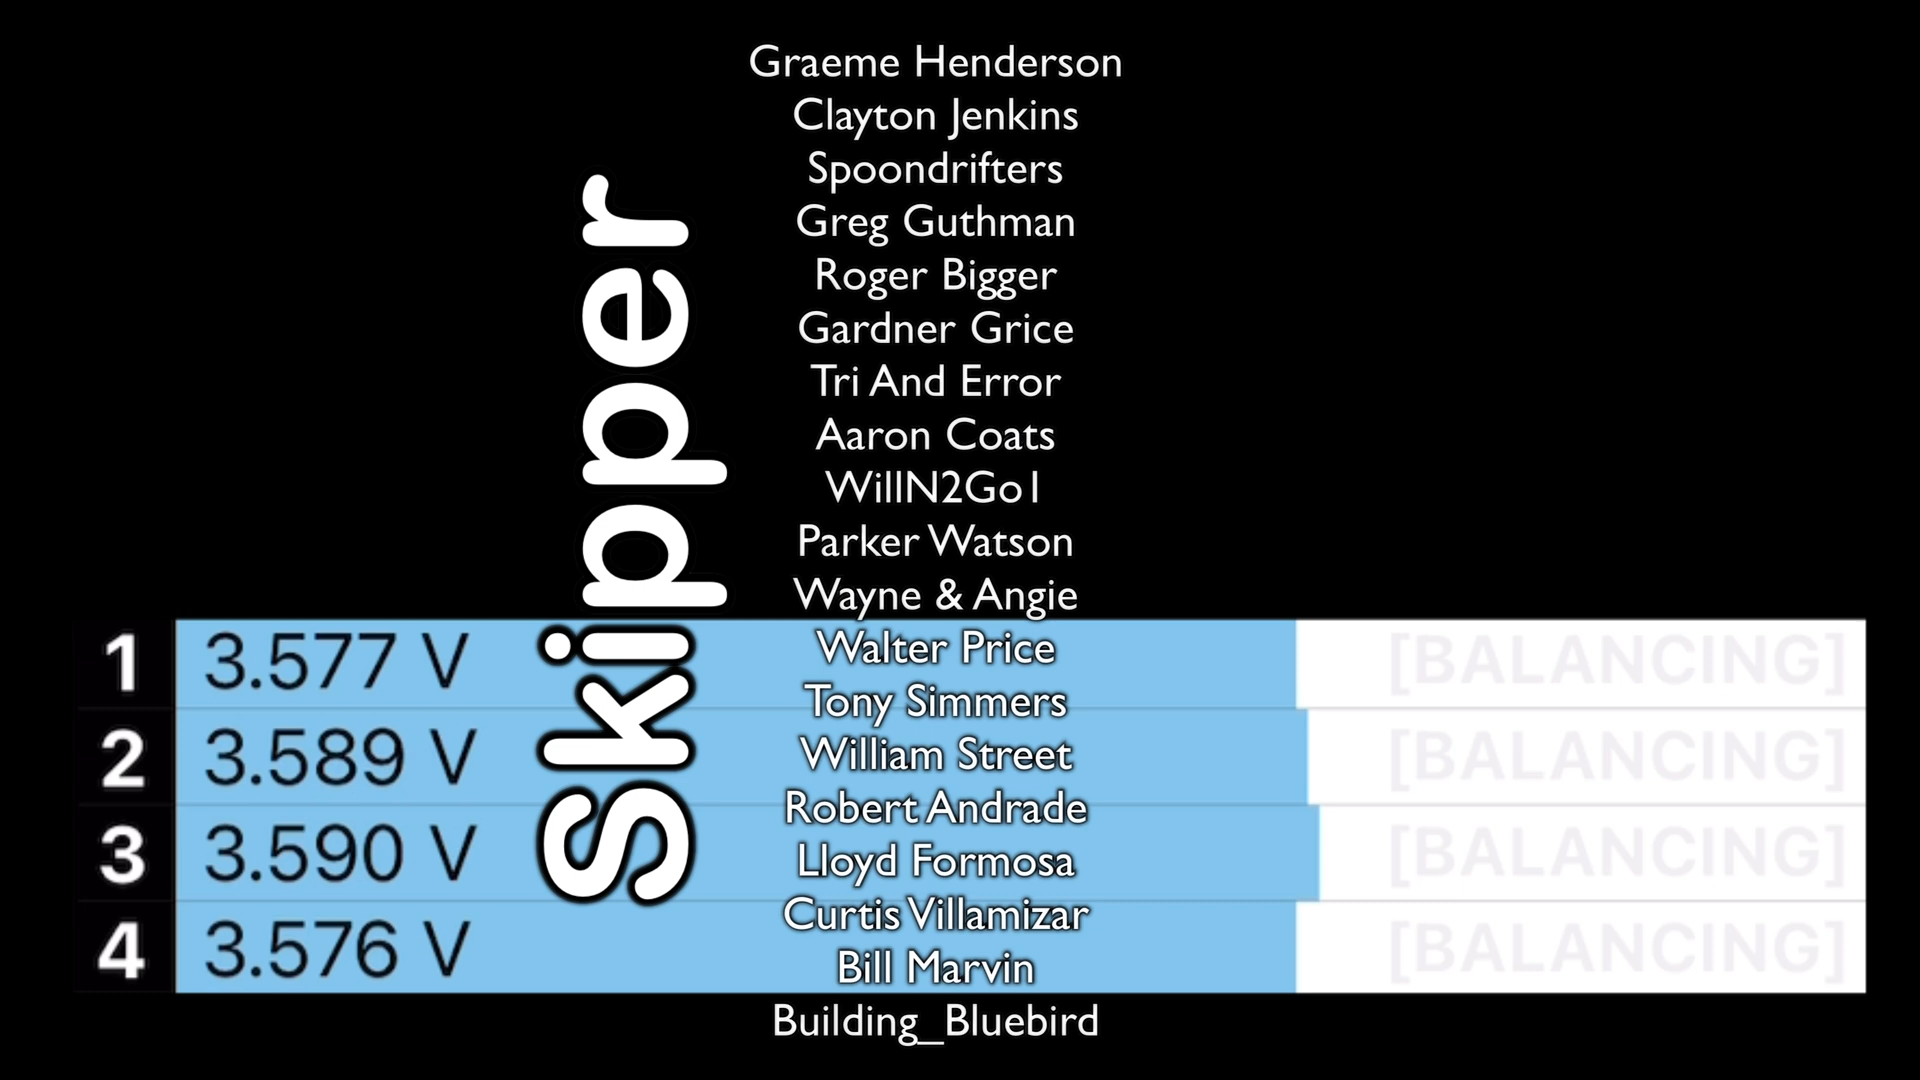 Skipper
Graeme Henderson
Clayton Jenkins
Spoondrifters
Greg Guthman
Roger Bigger
Gardner Grice
Tri And Error
Aaron Coats
WillN2Go1
Parker Watson
Wayne & Angie
Walter Price
Tony Simmers
William Street
Robert Andrade
Lloyd Formosa
Curtis Villamizar
Bill Marvin
Building_Bluebird
1 3.577 V [BALANCING]
2 3.589 V [BALANCING]
3 3.590 V [BALANCING]
4 3.576 V [BALANCING]